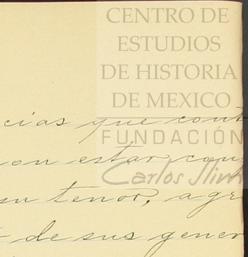 CENTRO DE
ESTUDIOS
DE HISTORIA
DE MEXICO
cias que cont
FUNDACIÓN
on estar con
Carlos Slim
su tenor, agr
de sus gener